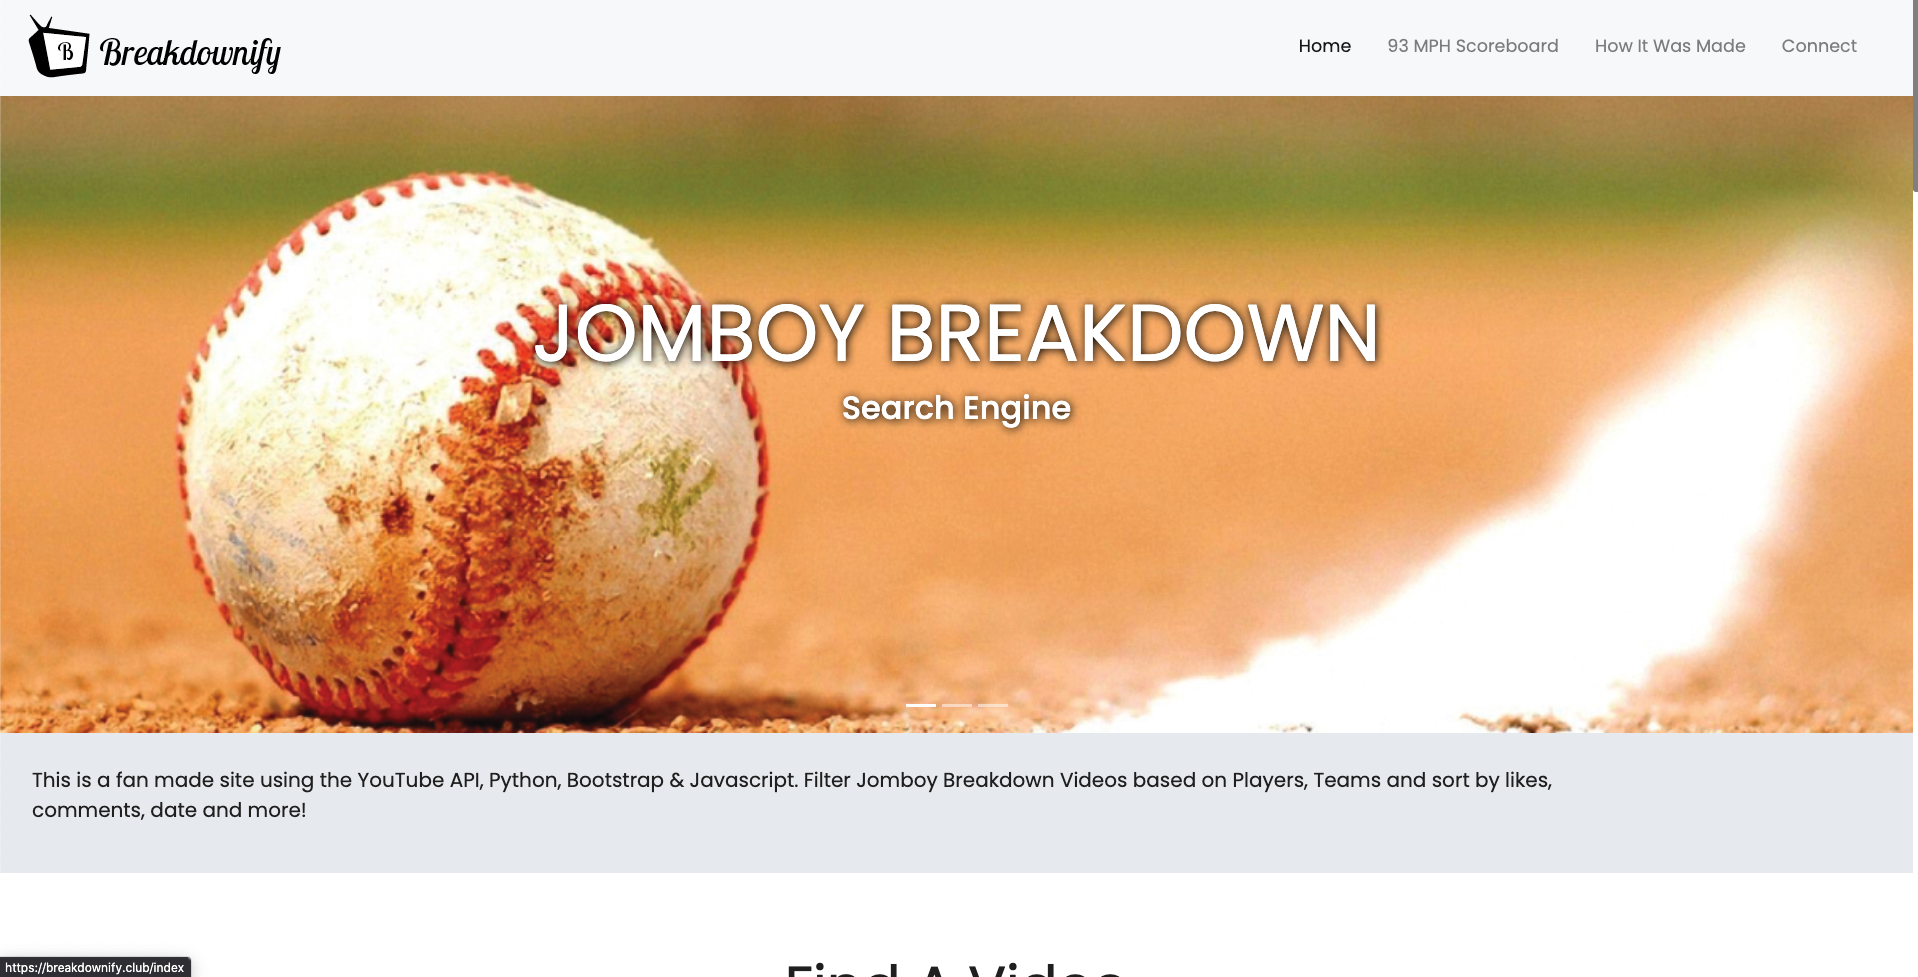 B Breakdownify
Home 93 MPH Scoreboard How It Was Made Connect
JOMBOY BREAKDOWN
Search Engine
This is a fan made site using the YouTube API, Python, Bootstrap & Javascript. Filter Jomboy Breakdown Videos based on Players, Teams and sort by likes,
comments, date and more!
Find A Video
https://breakdownify.club/index